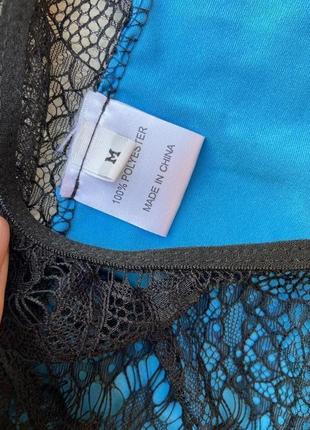 M
100% POLYESTER
MADE IN CHINA